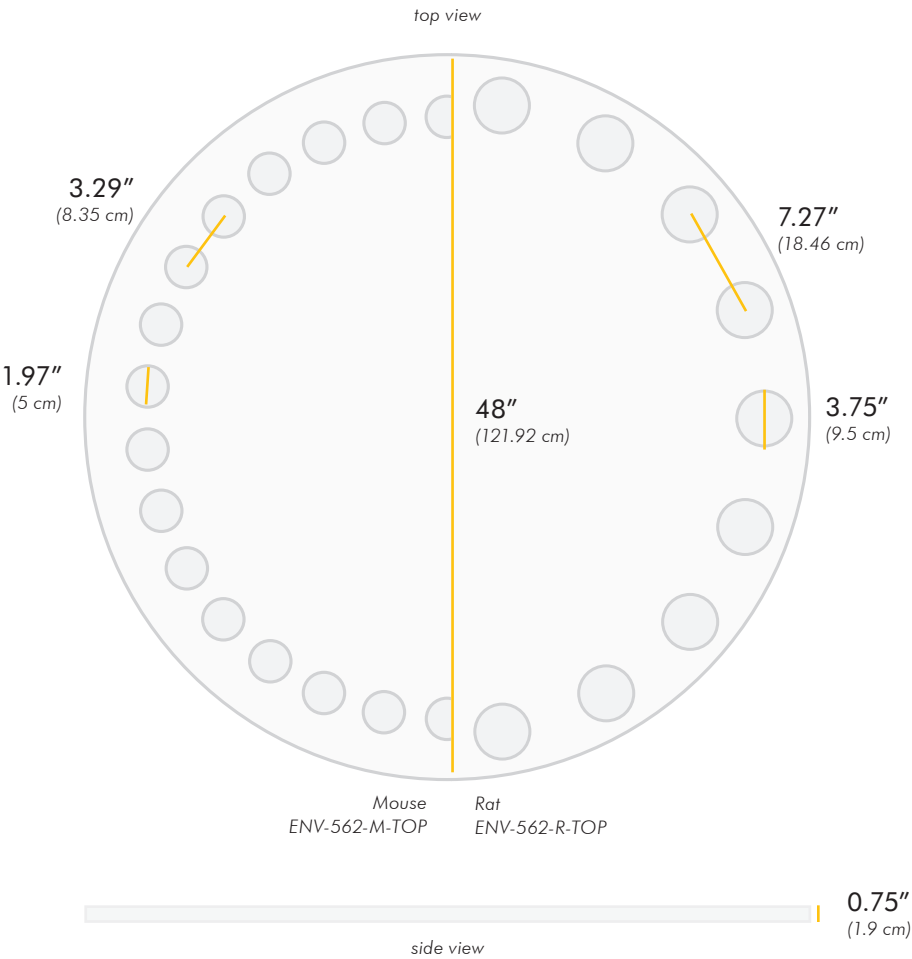 top view
3.29”
(8.35 cm)
7.27”
(18.46 cm)
1.97”
(5 cm)
48”
(121.92 cm)
3.75”
(9.5 cm)
Mouse
ENV-562-M-TOP
Rat
ENV-562-R-TOP
0.75”
(1.9 cm)
side view